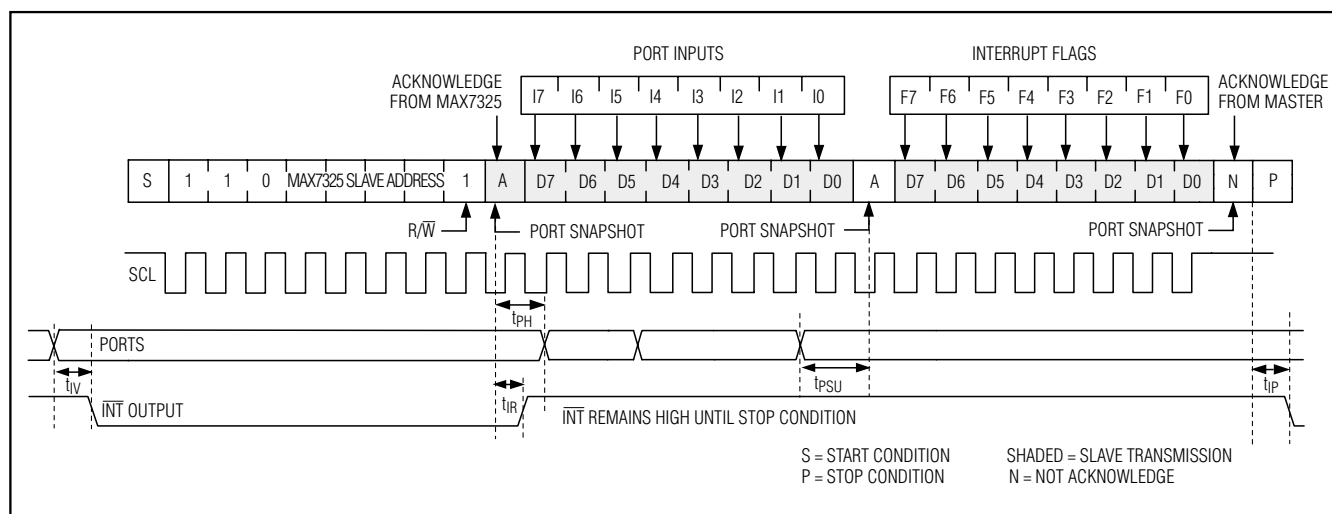 PORT INPUTS
INTERRUPT FLAGS
ACKNOWLEDGE
FROM MAX7325
I7 I6 I5 I4 I3 I2 I1 I0
F7 F6 F5 F4 F3 F2 F1 F0
ACKNOWLEDGE
FROM MASTER
S 1 1 0 MAX7325 SLAVE ADDRESS 1 A D7 D6 D5 D4 D3 D2 D1 D0 A D7 D6 D5 D4 D3 D2 D1 D0 N P
R/W̅ PORT SNAPSHOT PORT SNAPSHOT PORT SNAPSHOT
SCL
tPH
PORTS
tIV
tIR
tPSU
tIP
I̅N̅T̅ OUTPUT
I̅N̅T̅ REMAINS HIGH UNTIL STOP CONDITION
S = START CONDITION SHADED = SLAVE TRANSMISSION
P = STOP CONDITION N = NOT ACKNOWLEDGE